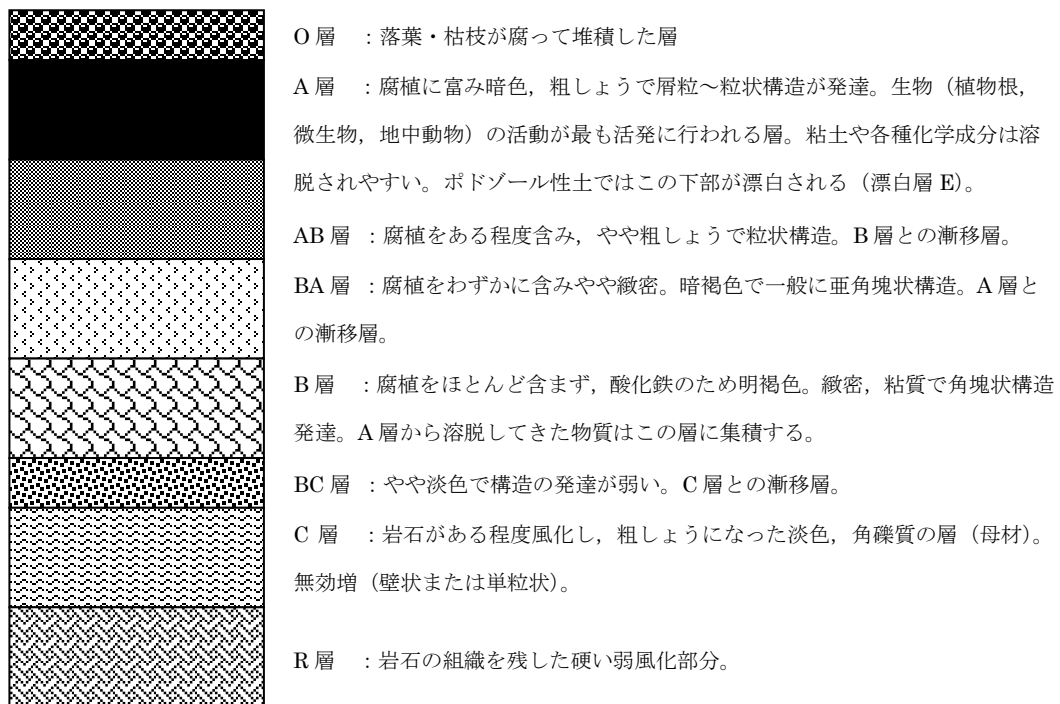 O 層　：落葉・枯枝が腐って堆積した層
A 層　：腐植に富み暗色，粗しょうで屑粒～粒状構造が発達。生物（植物根，
微生物，地中動物）の活動が最も活発に行われる層。粘土や各種化学成分は溶
脱されやすい。ポドゾール性土ではこの下部が漂白される（漂白層 E）。
AB 層　：腐植をある程度含み，やや粗しょうで粒状構造。B 層との漸移層。
BA 層　：腐植をわずかに含みやや緻密。暗褐色で一般に亜角塊状構造。A 層と
の漸移層。
B 層　：腐植をほとんど含まず，酸化鉄のため明褐色。緻密，粘質で角塊状構造
発達。A 層から溶脱してきた物質はこの層に集積する。
BC 層　：やや淡色で構造の発達が弱い。C 層との漸移層。
C 層　：岩石がある程度風化し，粗しょうになった淡色，角礫質の層（母材）。
無効増（壁状または単粒状）。
R 層　：岩石の組織を残した硬い弱風化部分。